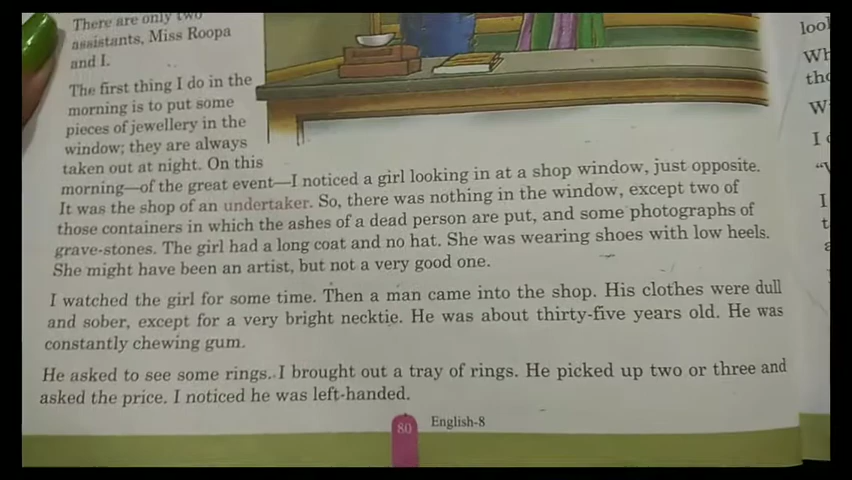 There are only two
assistants, Miss Roopa
and I.
The first thing I do in the
morning is to put some
pieces of jewellery in the
window; they are always
taken out at night. On this
morning—of the great event—I noticed a girl looking in at a shop window, just opposite.
It was the shop of an undertaker. So, there was nothing in the window, except two of
those containers in which the ashes of a dead person are put, and some photographs of
grave-stones. The girl had a long coat and no hat. She was wearing shoes with low heels.
She might have been an artist, but not a very good one.
I watched the girl for some time. Then a man came into the shop. His clothes were dull
and sober, except for a very bright necktie. He was about thirty-five years old. He was
constantly chewing gum.
He asked to see some rings. I brought out a tray of rings. He picked up two or three and
asked the price. I noticed he was left-handed.
80 English-8
I